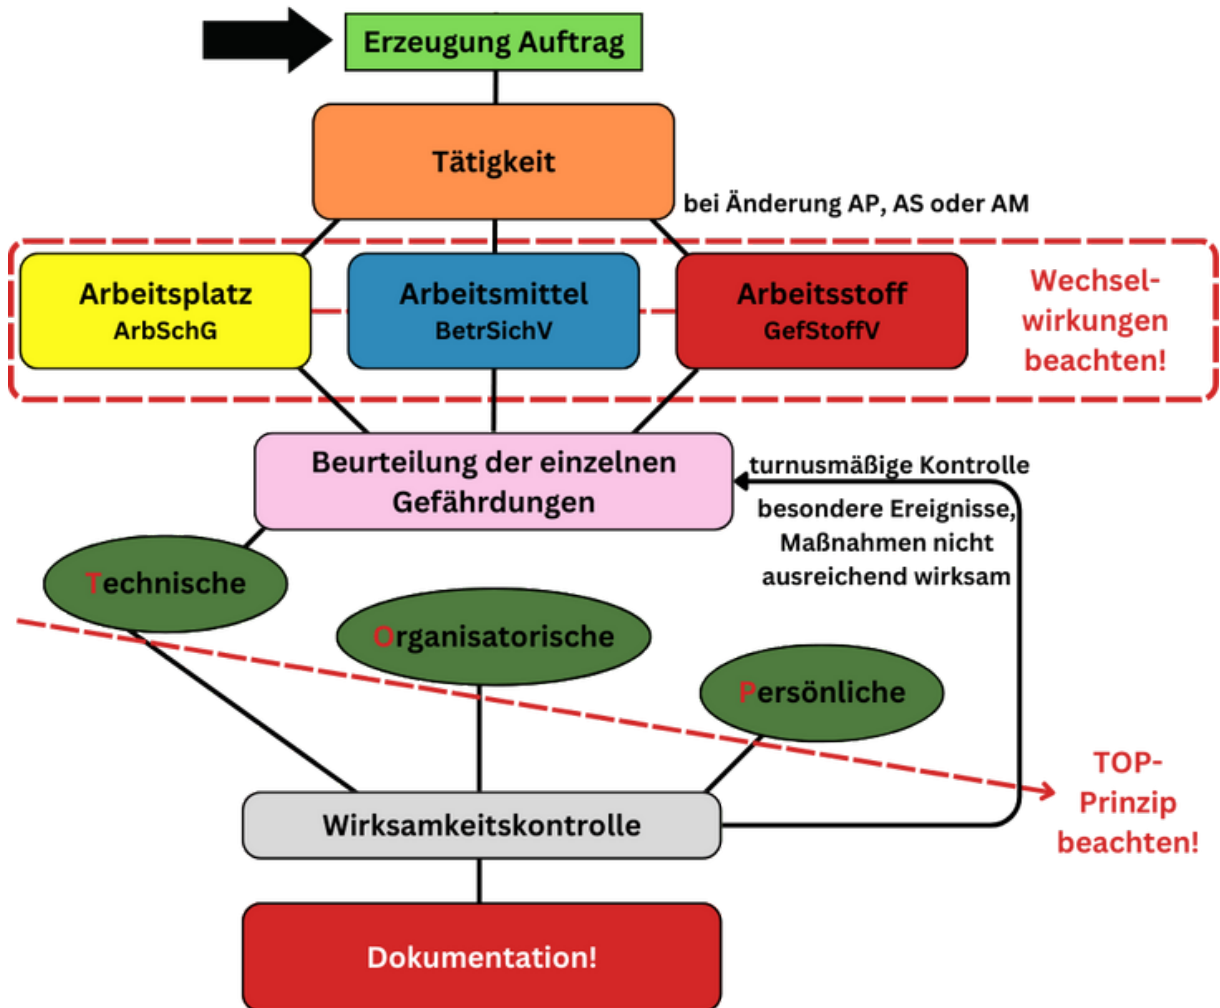 Erzeugung Auftrag
Tätigkeit
bei Änderung AP, AS oder AM
Arbeitsplatz
ArbSchG
Arbeitsmittel
BetrSichV
Arbeitsstoff
GefStoffV
Wechsel-
wirkungen
beachten!
Beurteilung der einzelnen
Gefährdungen
turnusmäßige Kontrolle
besondere Ereignisse,
Maßnahmen nicht
ausreichend wirksam
Technische
Organisatorische
Persönliche
TOP-
Prinzip
beachten!
Wirksamkeitskontrolle
Dokumentation!